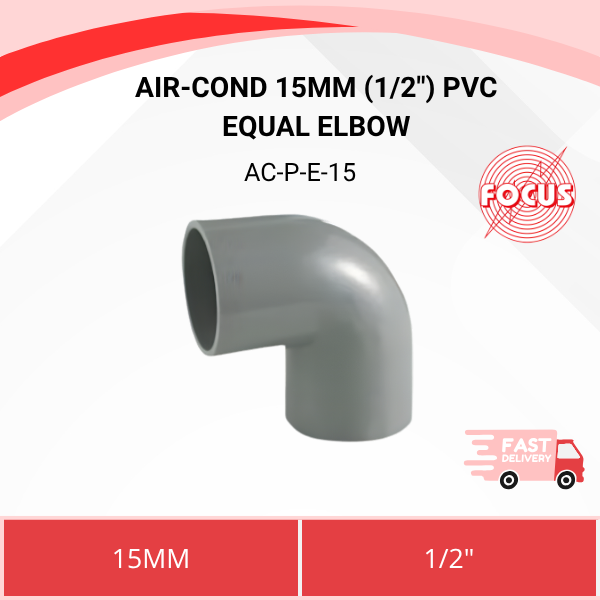 AIR-COND 15MM (1/2") PVC
EQUAL ELBOW
AC-P-E-15
FOCUS
FAST
DELIVERY
15MM
1/2"